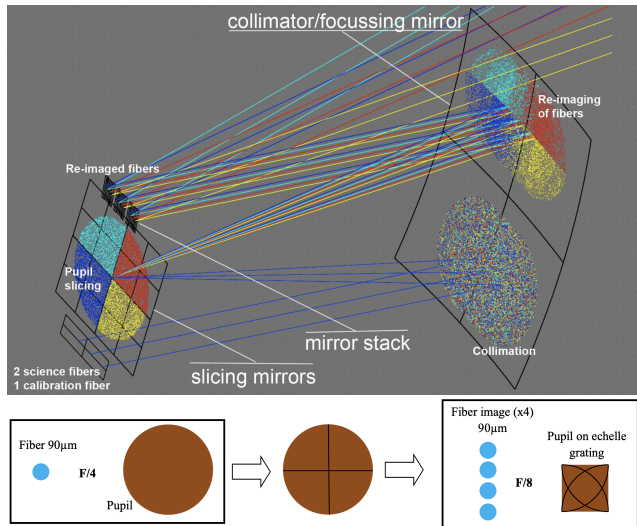 collimator/focussing mirror
Re-imaging
of fibers
Re-imaged fibers
Pupil
slicing
mirror stack
Collimation
2 science fibers
1 calibration fiber
slicing mirrors
Fiber 90µm
F/4
Pupil
Fiber image (x4)
90µm
F/8
Pupil on echelle
grating